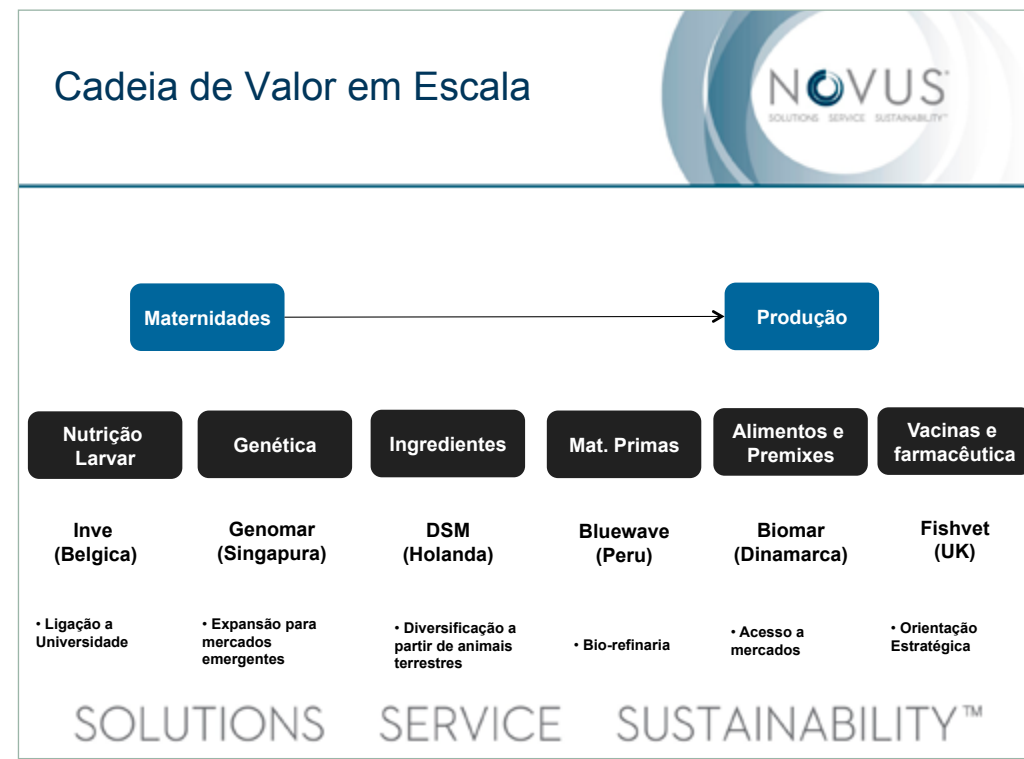 Cadeia de Valor em Escala
NOVUS
SOLUTIONS SERVICE SUSTAINABILITY™
Maternidades
Produção
Nutrição
Larvar
Genética
Ingredientes
Mat. Primas
Alimentos e
Premixes
Vacinas e
farmacêutica
Inve
(Belgica)
Genomar
(Singapura)
DSM
(Holanda)
Bluewave
(Peru)
Biomar
(Dinamarca)
Fishvet
(UK)
• Ligação a
Universidade
• Expansão para
mercados
emergentes
• Diversificação a
partir de animais
terrestres
• Bio-refinaria
• Acesso a
mercados
• Orientação
Estratégica
SOLUTIONS SERVICE SUSTAINABILITY™